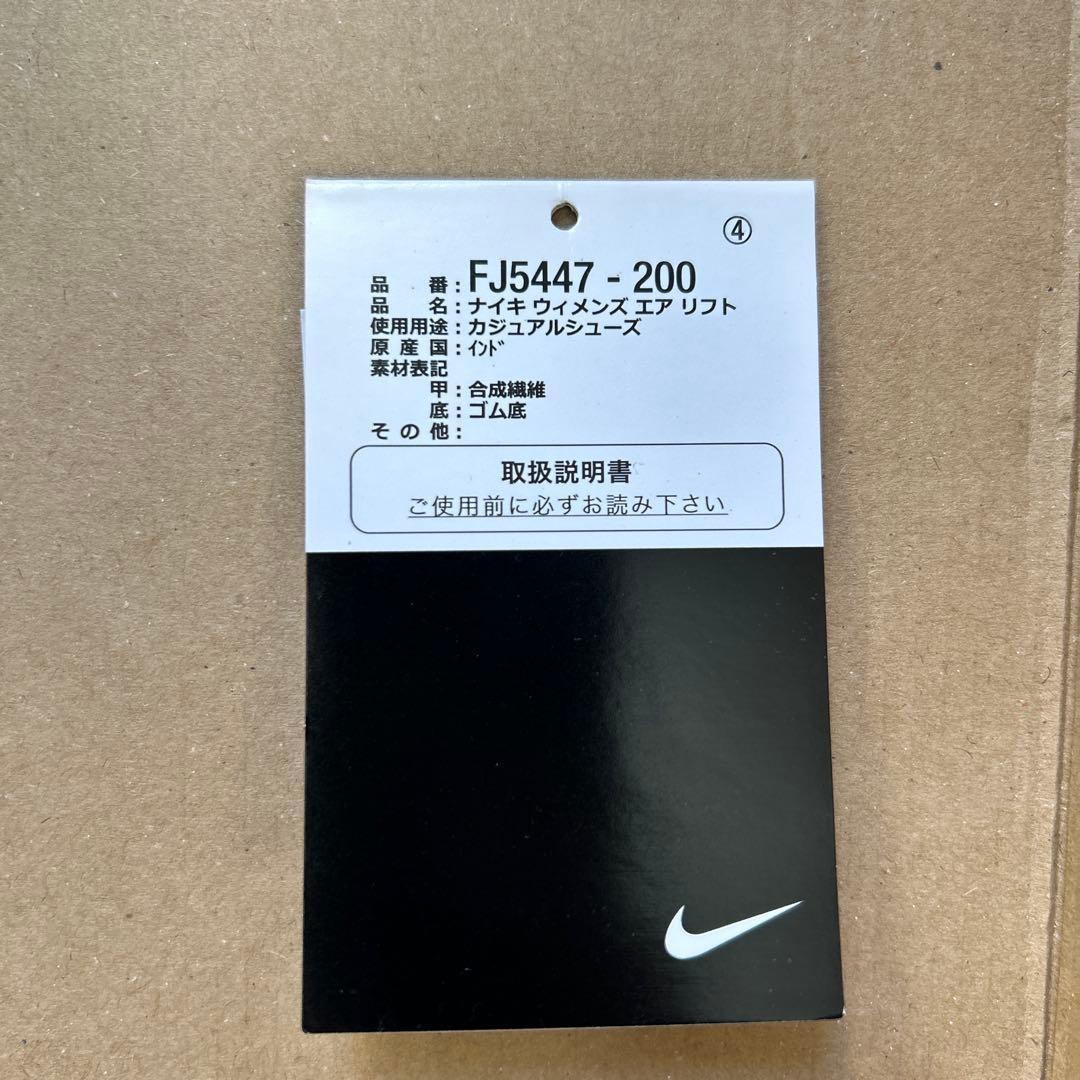 ④
品番：FJ5447 - 200
品名：ナイキ ウィメンズ エア リフト
使用用途：カジュアルシューズ
原産国：ｲﾝﾄﾞ
素材表記
甲：合成繊維
底：ゴム底
その他：
取扱説明書
ご使用前に必ずお読み下さい